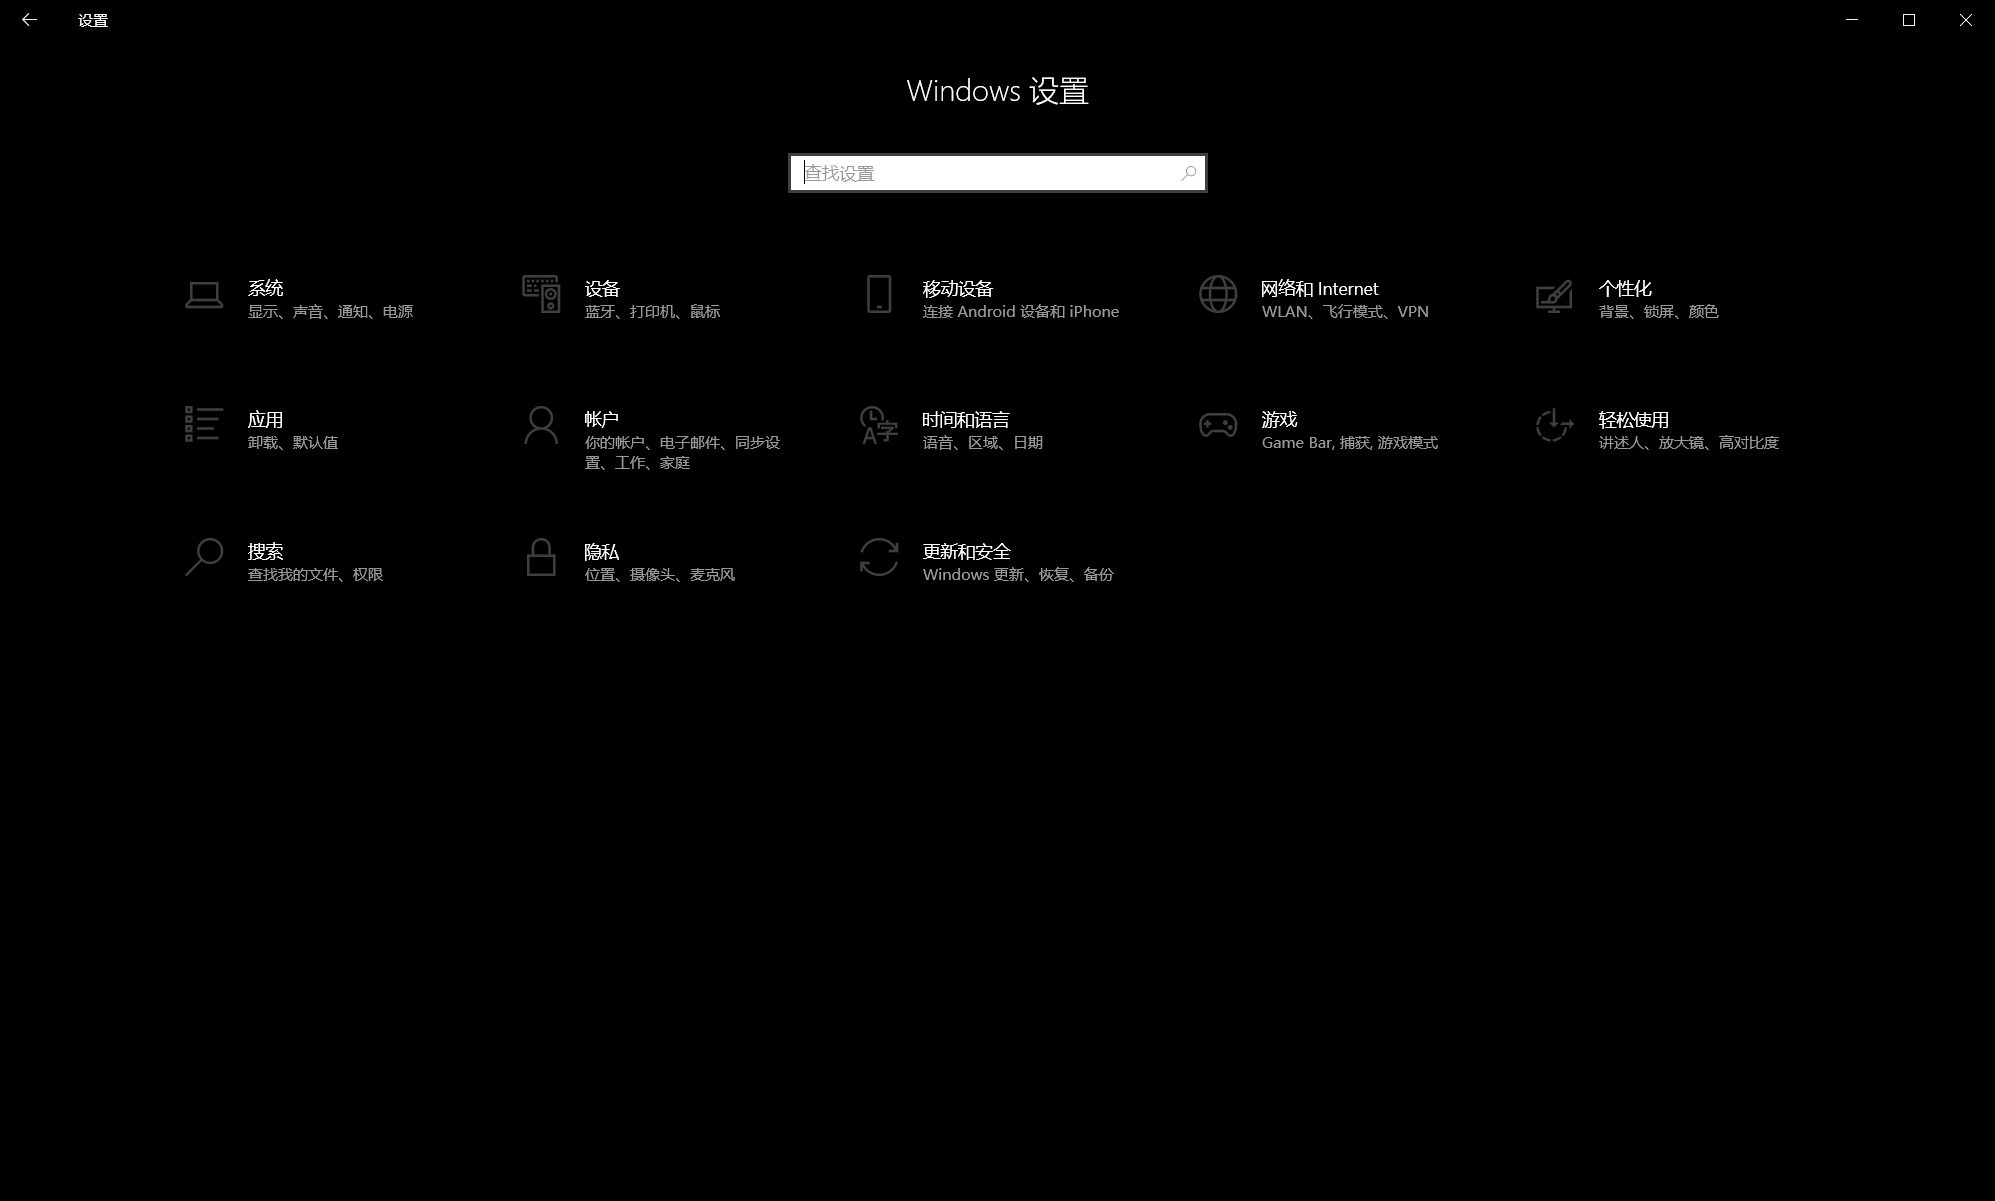 设置
Windows 设置
查找设置
系统
显示、声音、通知、电源
设备
蓝牙、打印机、鼠标
移动设备
连接 Android 设备和 iPhone
网络和 Internet
WLAN、飞行模式、VPN
个性化
背景、锁屏、颜色
应用
卸载、默认值
帐户
你的帐户、电子邮件、同步设
置、工作、家庭
时间和语言
语音、区域、日期
游戏
Game Bar, 捕获, 游戏模式
轻松使用
讲述人、放大镜、高对比度
搜索
查找我的文件、权限
隐私
位置、摄像头、麦克风
更新和安全
Windows 更新、恢复、备份